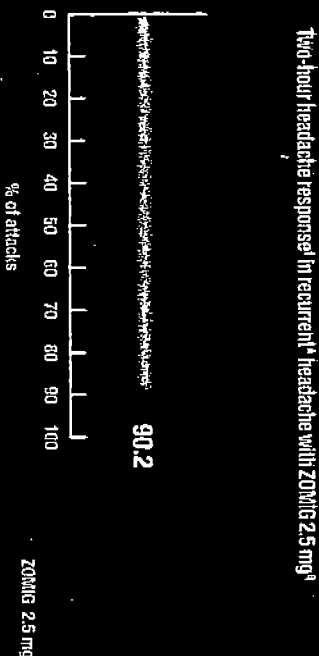 Two-hour headache response† in recurrent* headache with ZOMIG 2.5 mg⁹
90.2
0 10 20 30 40 50 60 70 80 90 100
% of attacks
ZOMIG 2.5 mg